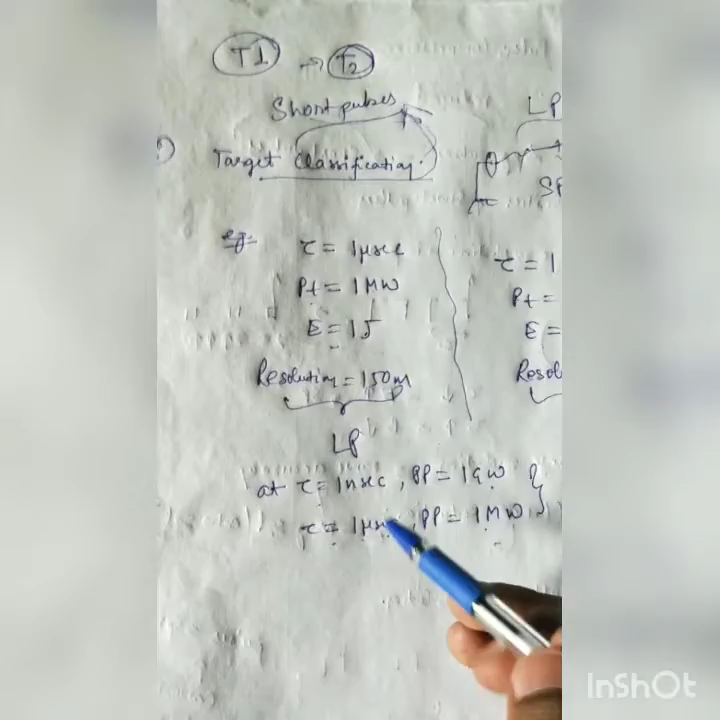 T1 → T2
Short pulses
Target Classification.
LP
SP
eg:
τ = 1μsec
Pt = 1MW
E = 1J
Resolution = 150m
LP
τ = 1
Pt =
E =
Resol
at τ = 1nsec, PP = 1GW
τ = 1μs , PP = 1MW
InShOt